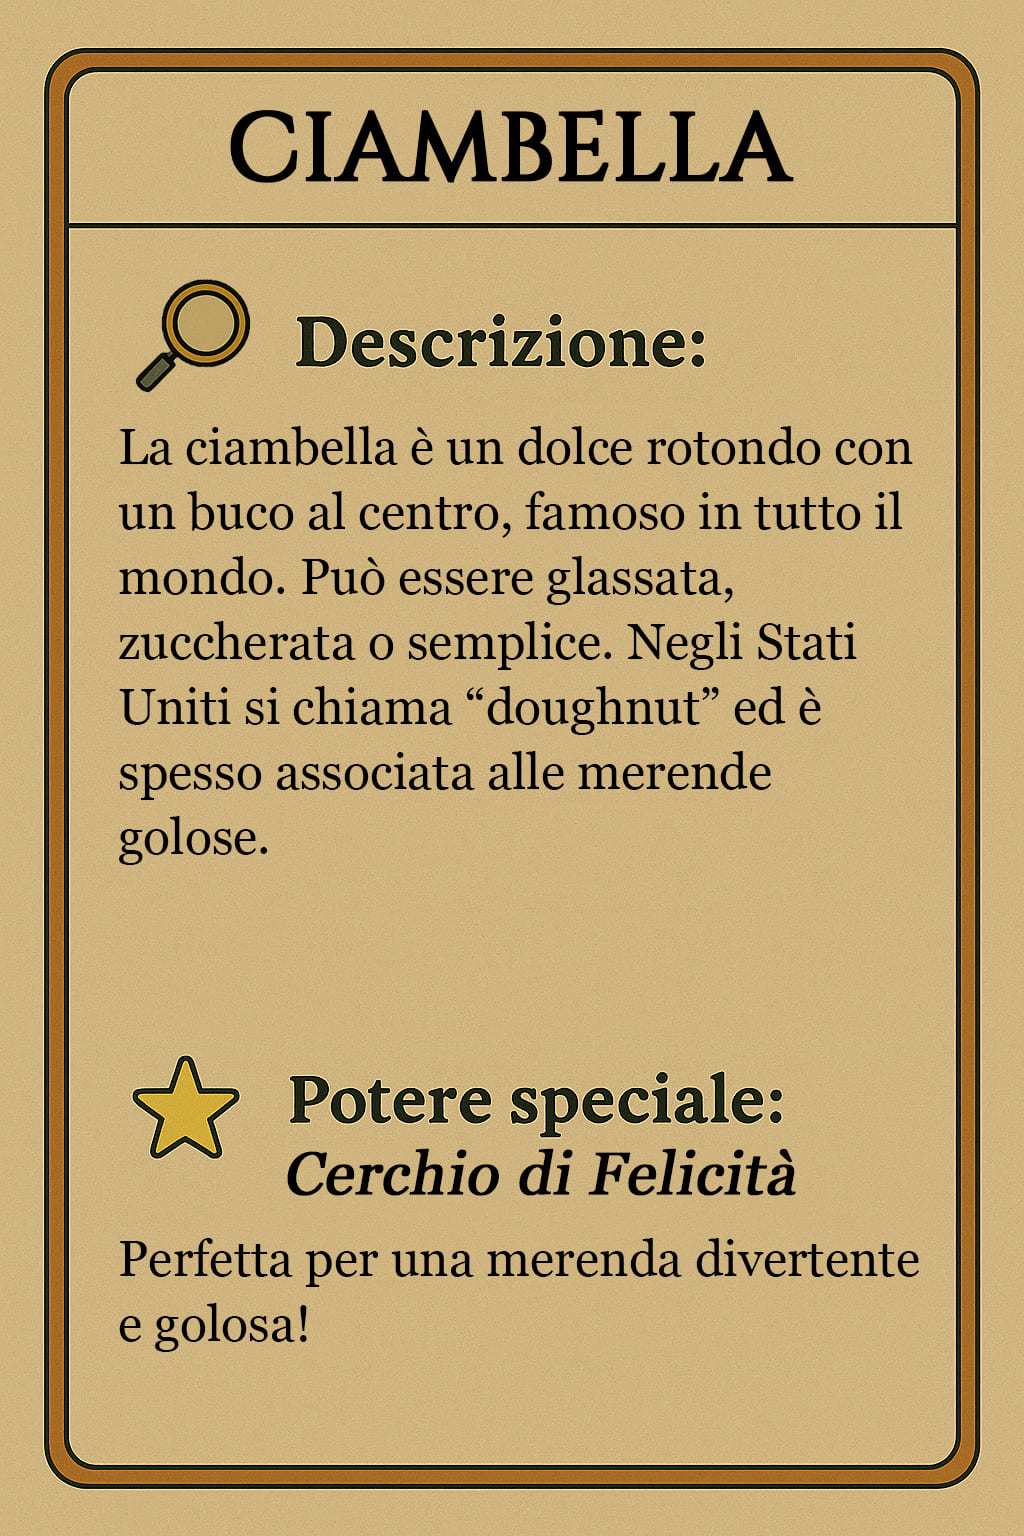 CIAMBELLA
Descrizione:
La ciambella è un dolce rotondo con
un buco al centro, famoso in tutto il
mondo. Può essere glassata,
zuccherata o semplice. Negli Stati
Uniti si chiama “doughnut” ed è
spesso associata alle merende
golose.
Potere speciale:
Cerchio di Felicità
Perfetta per una merenda divertente
e golosa!